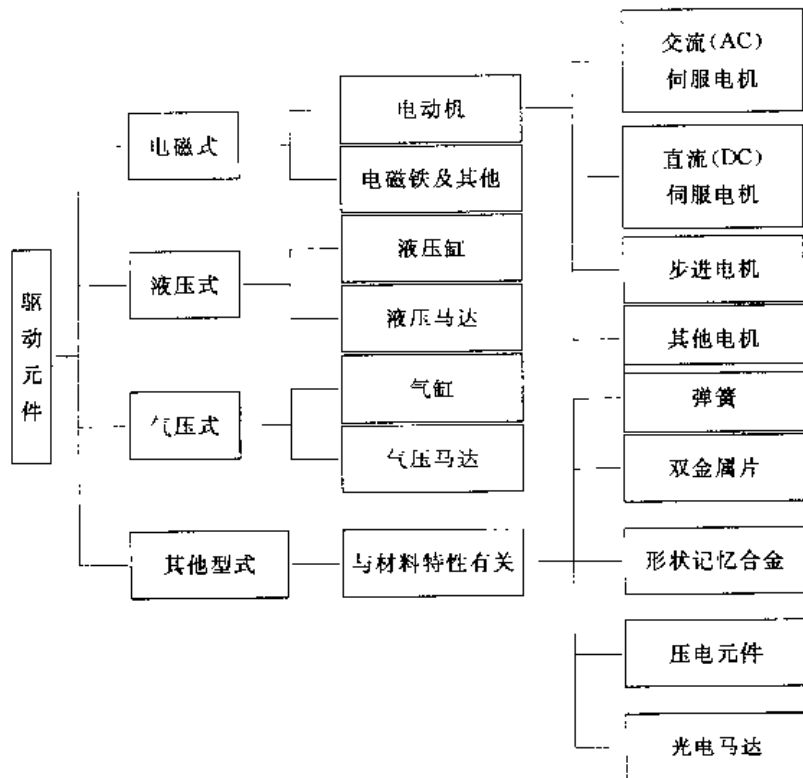 驱动元件
电磁式
液压式
气压式
其他型式
电动机
电磁铁及其他
液压缸
液压马达
气缸
气压马达
与材料特性有关
交流(AC)
伺服电机
直流(DC)
伺服电机
步进电机
其他电机
弹簧
双金属片
形状记忆合金
压电元件
光电马达